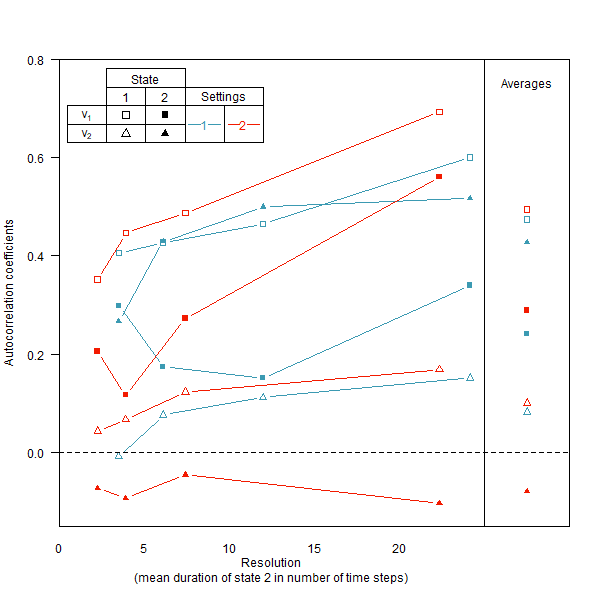 0.8
State
Averages
1 2 Settings
v1
1 2
v2
0.6
0.4
0.2
0.0
Autocorrelation coefficients
0 5 10 15 20
Resolution
(mean duration of state 2 in number of time steps)